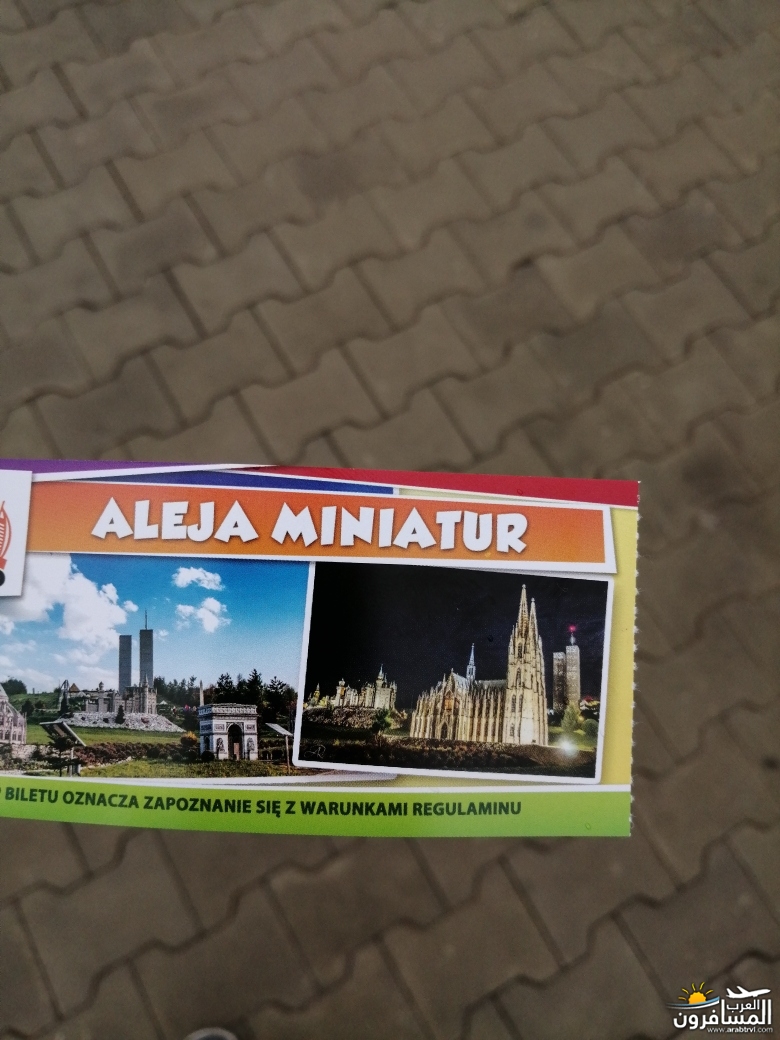 ALEJA MINIATUR
BILETU OZNACZA ZAPOZNANIE SIĘ Z WARUNKAMI REGULAMINU
العرب
المسافرون
www.arabtrvl.com